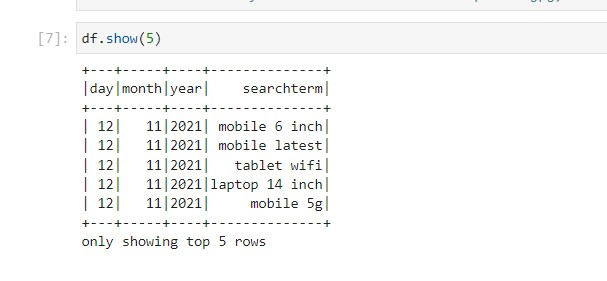 [7]: df.show(5)
+---+-----+----+--------------+
|day|month|year|    searchterm|
+---+-----+----+--------------+
| 12|   11|2021| mobile 6 inch|
| 12|   11|2021| mobile latest|
| 12|   11|2021|   tablet wifi|
| 12|   11|2021|laptop 14 inch|
| 12|   11|2021|     mobile 5g|
+---+-----+----+--------------+
only showing top 5 rows